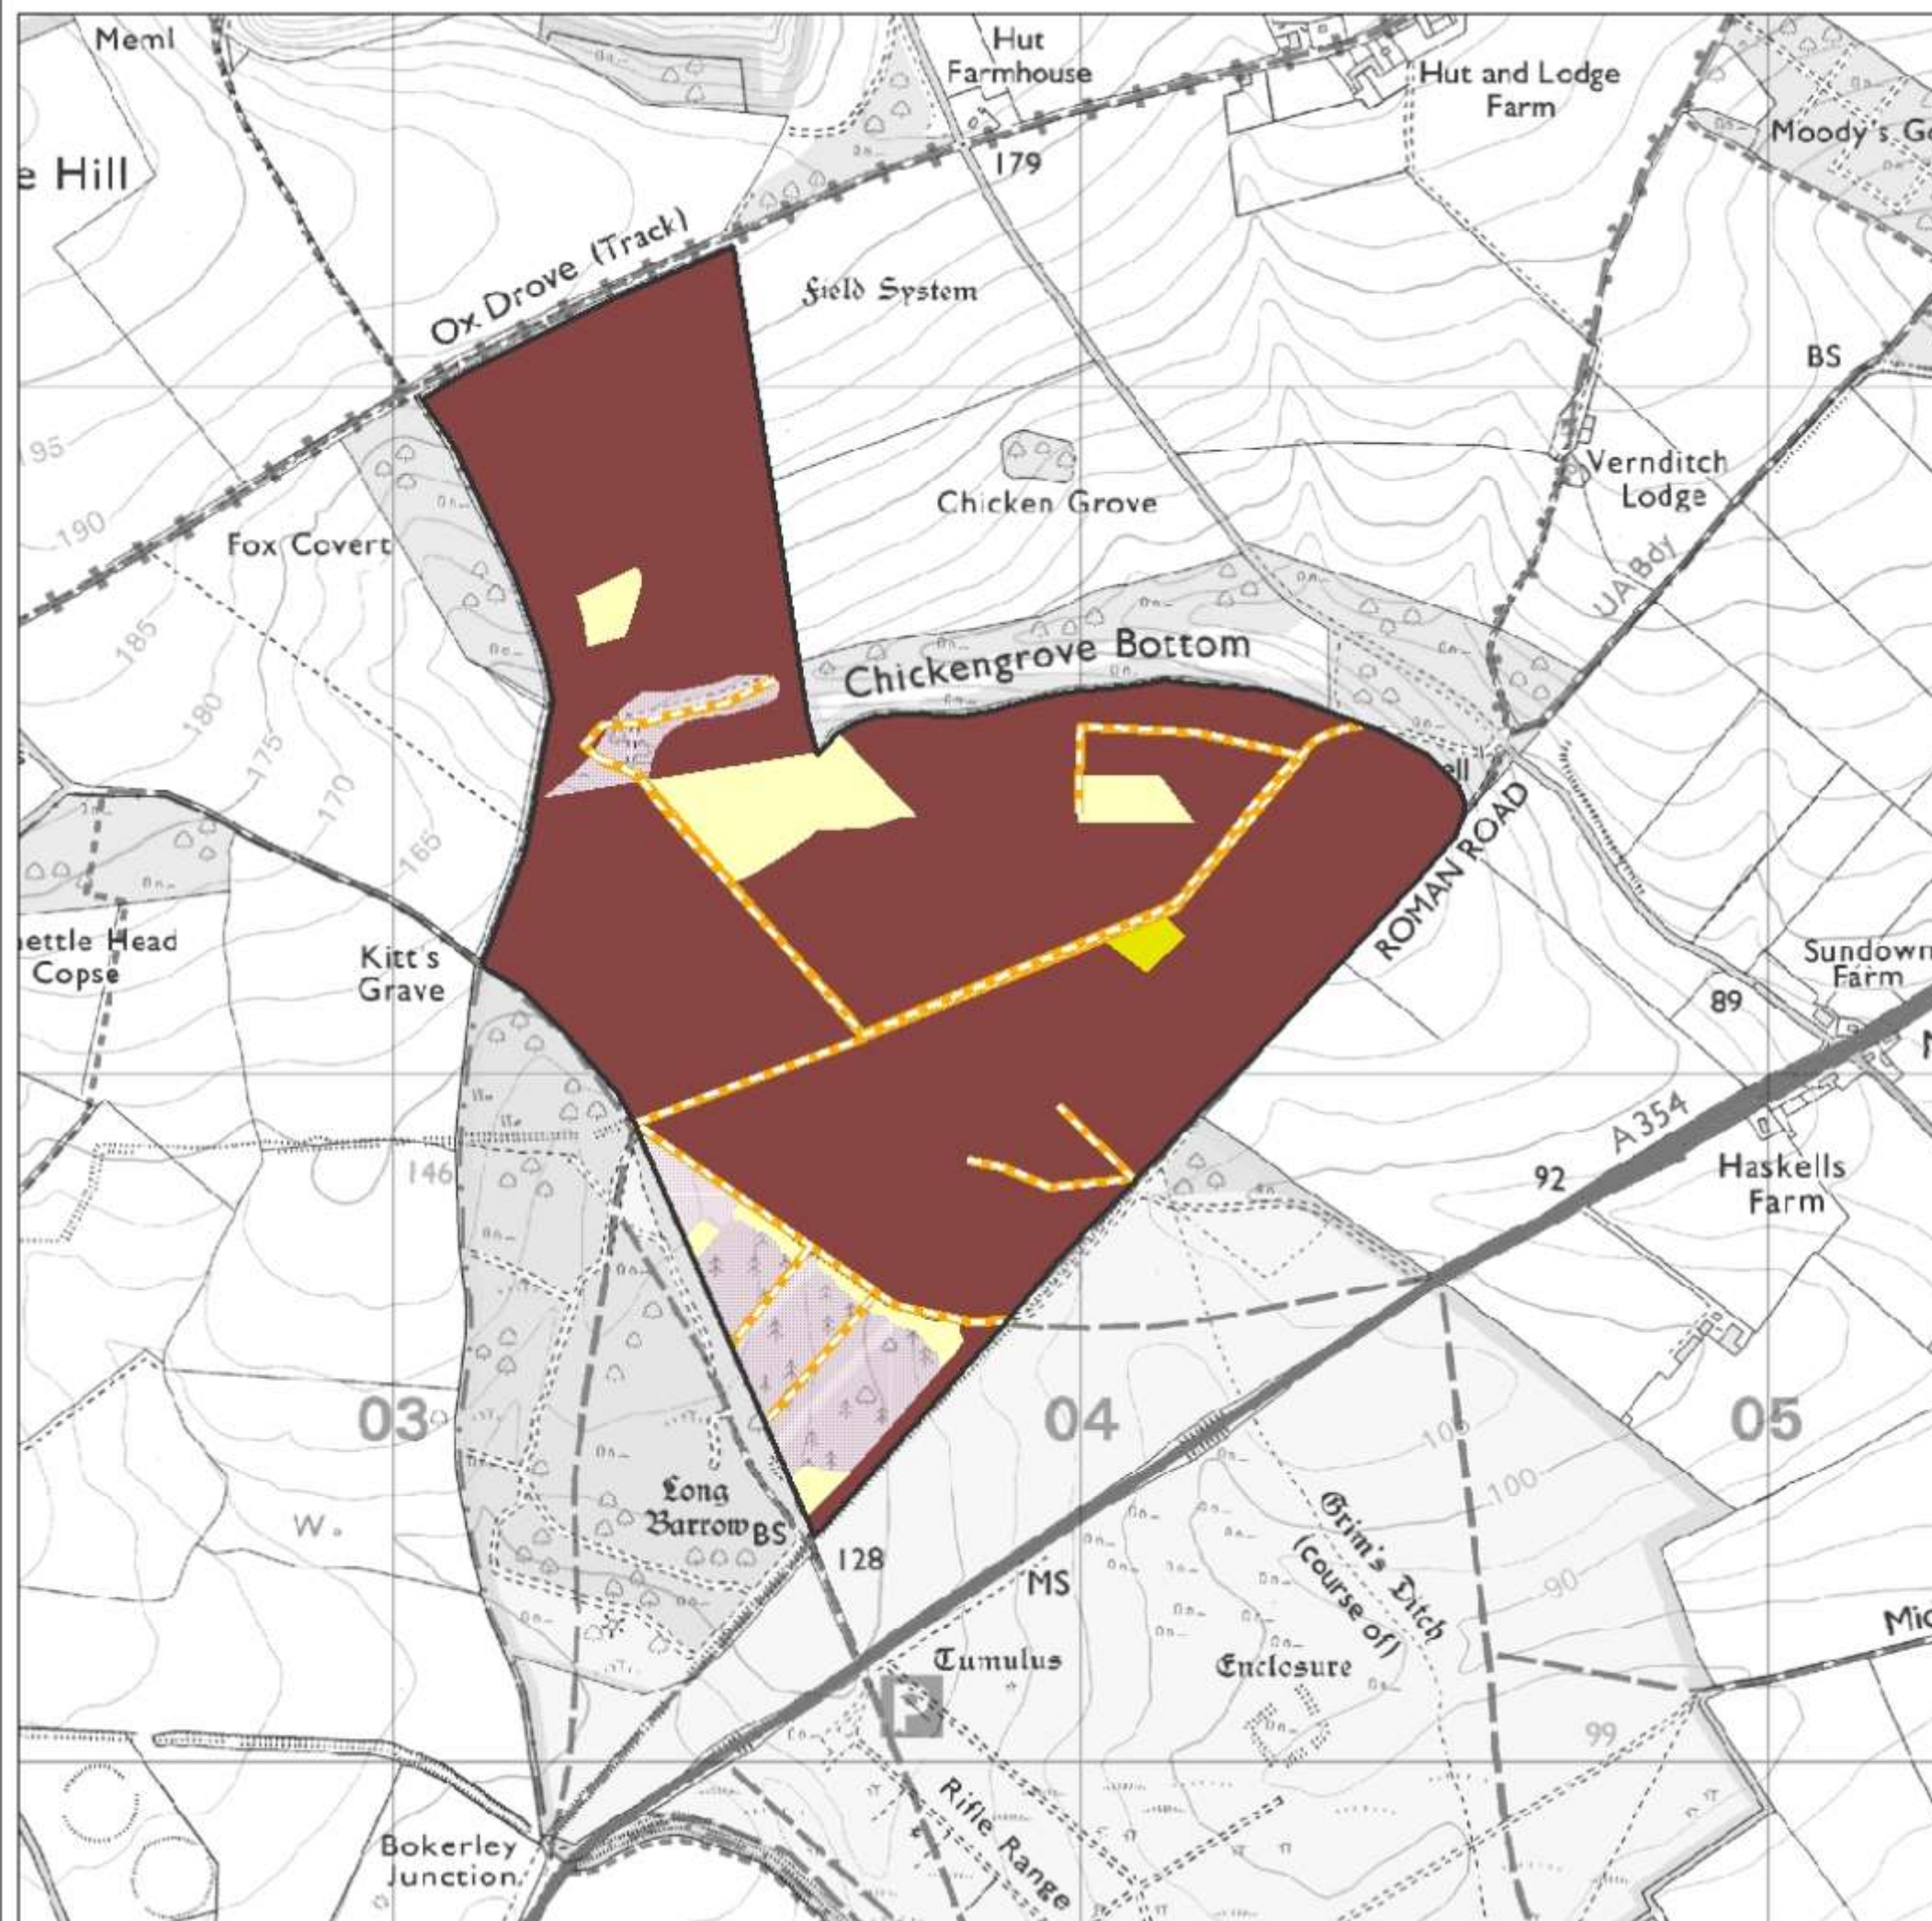 Meml
Hut
Farmhouse
Hut and Lodge
Farm
Moody's
e Hill
179
Ox Drove (Track)
Field System
BS
195
190
Fox Covert
Chicken Grove
Vernditch
Lodge
UA Bdy
185
180
175
170
165
Chickengrove Bottom
ell
ROMAN ROAD
ettle Head
Copse
Kitt's
Grave
Sundown
Farm
89
146
A 354
92
Haskells
Farm
03
04
05
100
100
Long
Barrow
BS
128
W
MS
Grim's Ditch
(course of)
90
Tumulus
Enclosure
99
Rifle Range
Bokerley
Junction